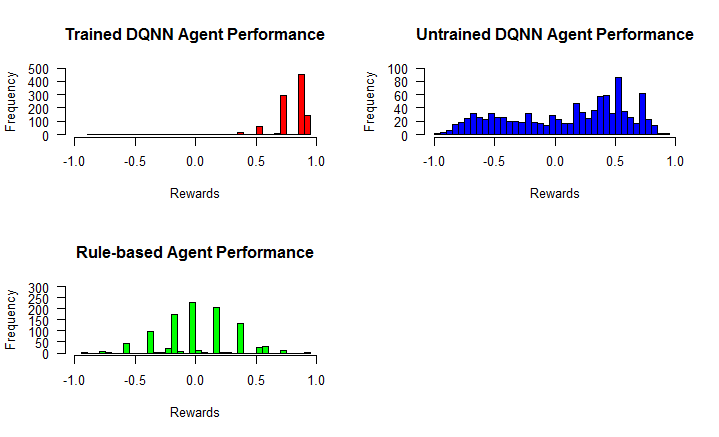 Trained DQNN Agent Performance
Frequency
500
400
300
200
100
0
-1.0 -0.5 0.0 0.5 1.0
Rewards
Untrained DQNN Agent Performance
Frequency
100
80
60
40
20
0
-1.0 -0.5 0.0 0.5 1.0
Rewards
Rule-based Agent Performance
Frequency
300
250
200
150
100
50
0
-1.0 -0.5 0.0 0.5 1.0
Rewards